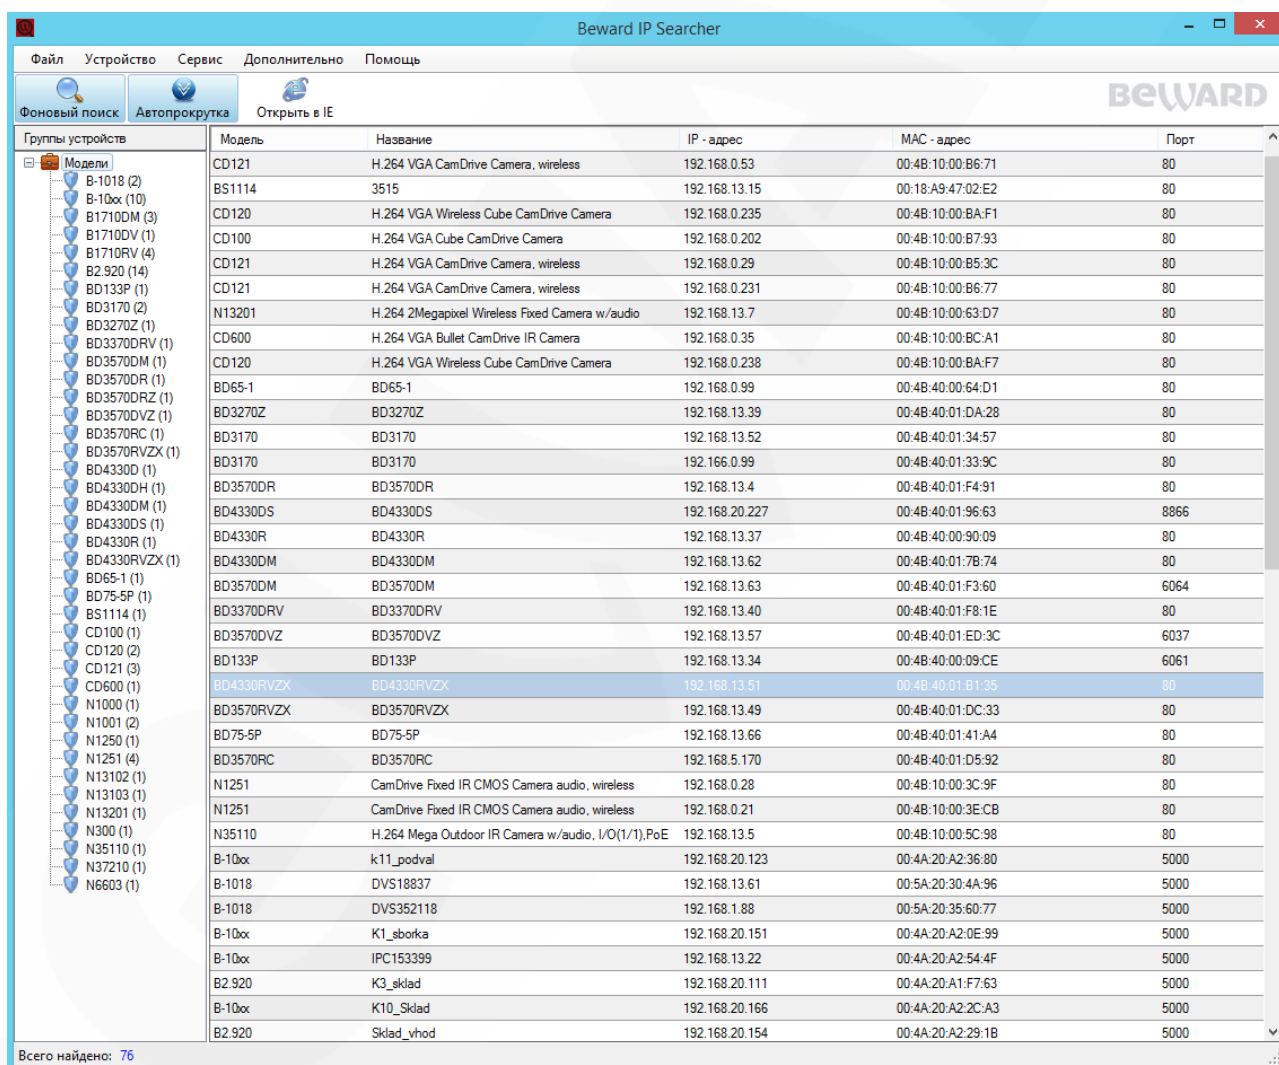 Beward IP Searcher
Файл Устройство Сервис Дополнительно Помощь
Фоновый поиск Автопрокрутка Открыть в IE BEWARD
Группы устройств
Модели
B-1018 (2)
B-10xx (10)
B1710DM (3)
B1710DV (1)
B1710RV (4)
B2.920 (14)
BD133P (1)
BD3170 (2)
BD3270Z (1)
BD3370DRV (1)
BD3570DM (1)
BD3570DR (1)
BD3570DRZ (1)
BD3570DVZ (1)
BD3570RC (1)
BD3570RVZX (1)
BD4330D (1)
BD4330DH (1)
BD4330DM (1)
BD4330DS (1)
BD4330R (1)
BD4330RVZX (1)
BD65-1 (1)
BD75-5P (1)
BS1114 (1)
CD100 (1)
CD120 (2)
CD121 (3)
CD600 (1)
N1000 (1)
N1001 (2)
N1250 (1)
N1251 (4)
N13102 (1)
N13103 (1)
N13201 (1)
N300 (1)
N35110 (1)
N37210 (1)
N6603 (1)
Модель Название IP - адрес MAC - адрес Порт
CD121 H.264 VGA CamDrive Camera, wireless 192.168.0.53 00:4B:10:00:B6:71 80
BS1114 3515 192.168.13.15 00:18:A9:47:02:E2 80
CD120 H.264 VGA Wireless Cube CamDrive Camera 192.168.0.235 00:4B:10:00:BA:F1 80
CD100 H.264 VGA Cube CamDrive Camera 192.168.0.202 00:4B:10:00:B7:93 80
CD121 H.264 VGA CamDrive Camera, wireless 192.168.0.29 00:4B:10:00:B5:3C 80
CD121 H.264 VGA CamDrive Camera, wireless 192.168.0.231 00:4B:10:00:B6:77 80
N13201 H.264 2Megapixel Wireless Fixed Camera w/audio 192.168.13.7 00:4B:10:00:63:D7 80
CD600 H.264 VGA Bullet CamDrive IR Camera 192.168.0.35 00:4B:10:00:BC:A1 80
CD120 H.264 VGA Wireless Cube CamDrive Camera 192.168.0.238 00:4B:10:00:BA:F7 80
BD65-1 BD65-1 192.168.0.99 00:4B:40:00:64:D1 80
BD3270Z BD3270Z 192.168.13.39 00:4B:40:01:DA:28 80
BD3170 BD3170 192.168.13.52 00:4B:40:01:34:57 80
BD3170 BD3170 192.166.0.99 00:4B:40:01:33:9C 80
BD3570DR BD3570DR 192.168.13.4 00:4B:40:01:F4:91 80
BD4330DS BD4330DS 192.168.20.227 00:4B:40:01:96:63 8866
BD4330R BD4330R 192.168.13.37 00:4B:40:00:90:09 80
BD4330DM BD4330DM 192.168.13.62 00:4B:40:01:7B:74 80
BD3570DM BD3570DM 192.168.13.63 00:4B:40:01:F3:60 6064
BD3370DRV BD3370DRV 192.168.13.40 00:4B:40:01:F8:1E 80
BD3570DVZ BD3570DVZ 192.168.13.57 00:4B:40:01:ED:3C 6037
BD133P BD133P 192.168.13.34 00:4B:40:00:09:CE 6061
BD4330RVZX BD4330RVZX 192.168.13.51 00:4B:40:01:B1:35 80
BD3570RVZX BD3570RVZX 192.168.13.49 00:4B:40:01:DC:33 80
BD75-5P BD75-5P 192.168.13.66 00:4B:40:01:41:A4 80
BD3570RC BD3570RC 192.168.5.170 00:4B:40:01:D5:92 80
N1251 CamDrive Fixed IR CMOS Camera audio, wireless 192.168.0.28 00:4B:10:00:3C:9F 80
N1251 CamDrive Fixed IR CMOS Camera audio, wireless 192.168.0.21 00:4B:10:00:3E:CB 80
N35110 H.264 Mega Outdoor IR Camera w/audio, I/O(1/1),PoE 192.168.13.5 00:4B:10:00:5C:98 80
B-10xx k11_podval 192.168.20.123 00:4A:20:A2:36:80 5000
B-1018 DVS18837 192.168.13.61 00:5A:20:30:4A:96 5000
B-1018 DVS352118 192.168.1.88 00:5A:20:35:60:77 5000
B-10xx K1_sborka 192.168.20.151 00:4A:20:A2:0E:99 5000
B-10xx IPC153399 192.168.13.22 00:4A:20:A2:54:4F 5000
B2.920 K3_sklad 192.168.20.111 00:4A:20:A1:F7:63 5000
B-10xx K10_Sklad 192.168.20.166 00:4A:20:A2:2C:A3 5000
B2.920 Sklad_vhod 192.168.20.154 00:4A:20:A2:29:1B 5000
Всего найдено: 76